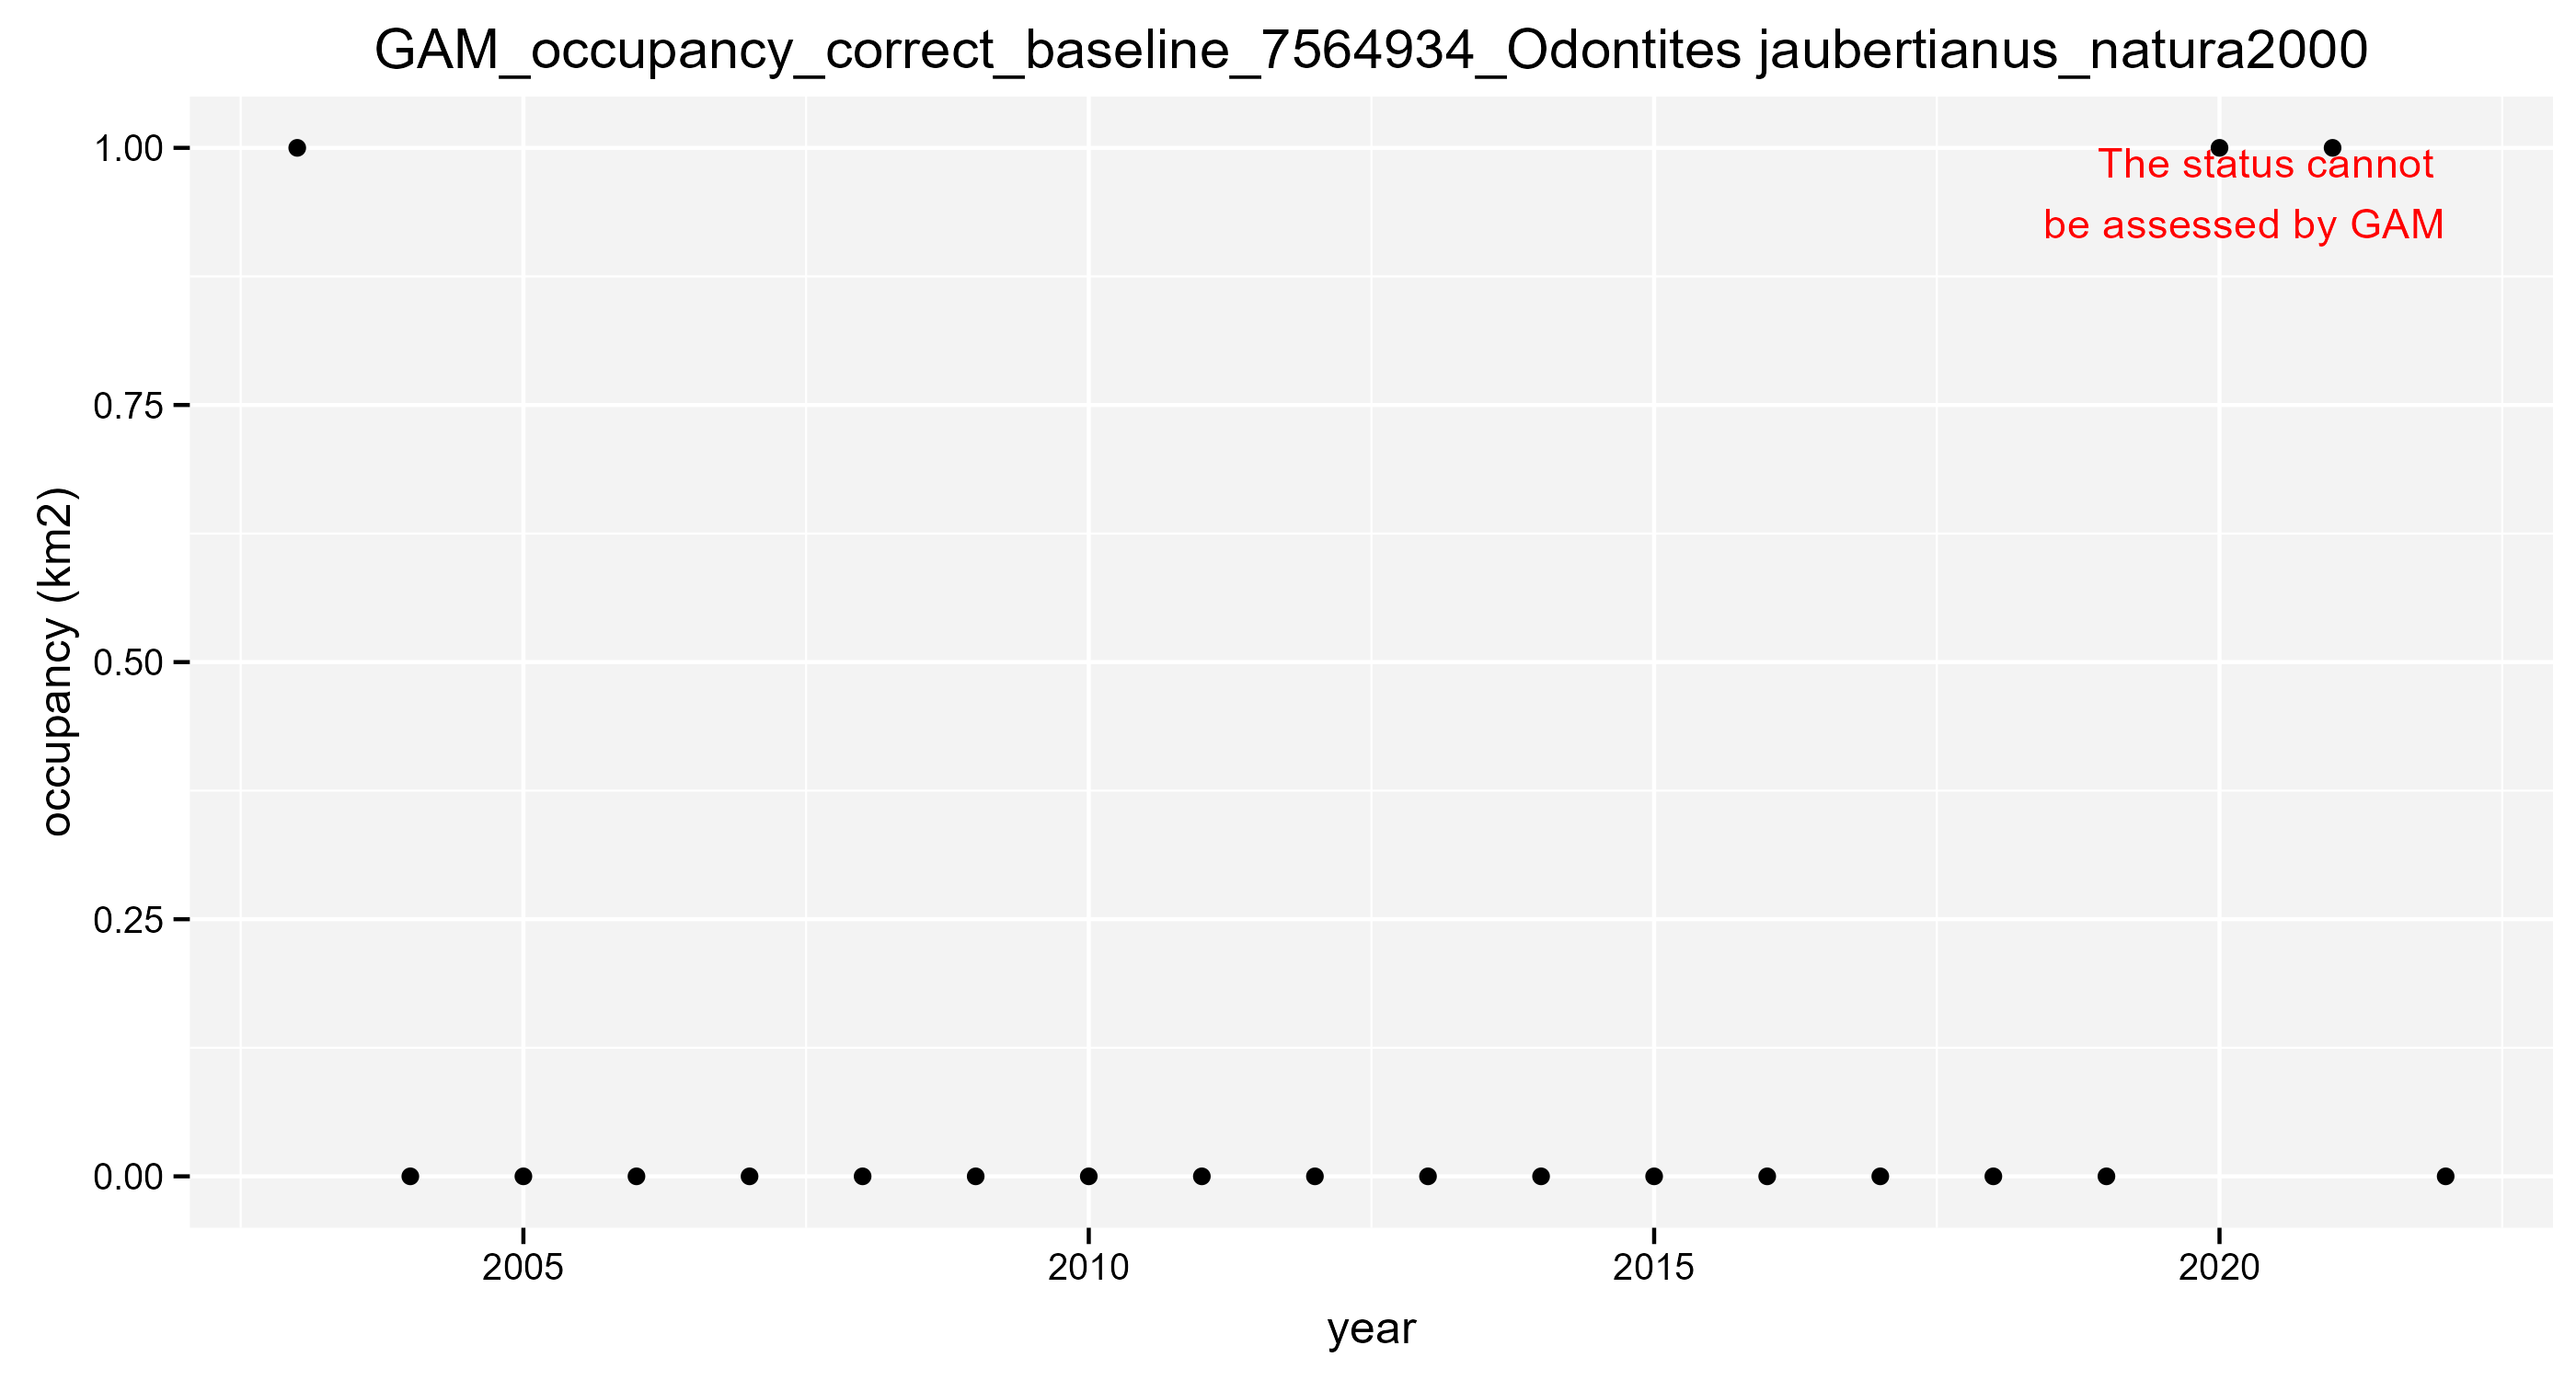 GAM_occupancy_correct_baseline_7564934_Odontites jaubertianus_natura2000
1.00
The status cannot
be assessed by GAM
0.75
occupancy (km2)
0.50
0.25
0.00
2005 2010 2015 2020
year